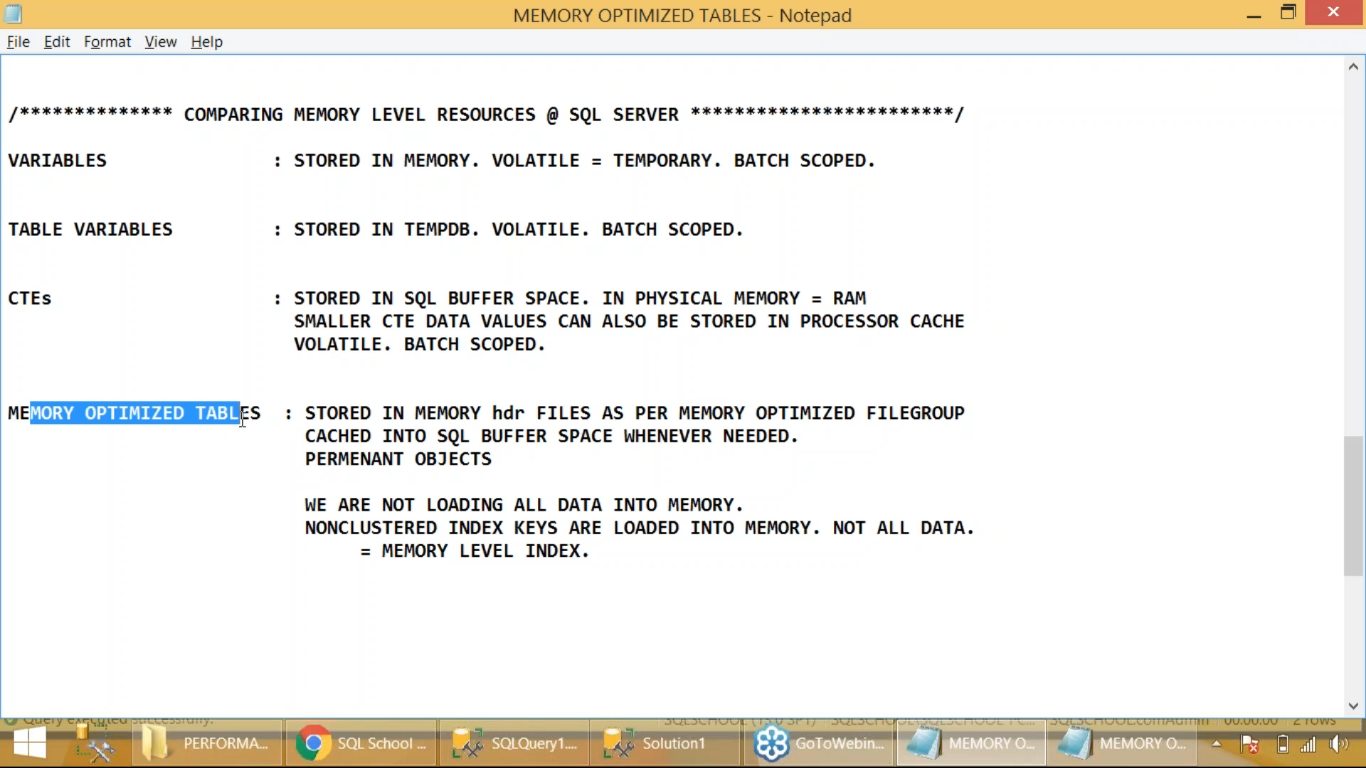 MEMORY OPTIMIZED TABLES - Notepad
File Edit Format View Help
/************** COMPARING MEMORY LEVEL RESOURCES @ SQL SERVER ************************/
VARIABLES : STORED IN MEMORY. VOLATILE = TEMPORARY. BATCH SCOPED.
TABLE VARIABLES : STORED IN TEMPDB. VOLATILE. BATCH SCOPED.
CTEs : STORED IN SQL BUFFER SPACE. IN PHYSICAL MEMORY = RAM
SMALLER CTE DATA VALUES CAN ALSO BE STORED IN PROCESSOR CACHE
VOLATILE. BATCH SCOPED.
MEMORY OPTIMIZED TABLES : STORED IN MEMORY hdr FILES AS PER MEMORY OPTIMIZED FILEGROUP
CACHED INTO SQL BUFFER SPACE WHENEVER NEEDED.
PERMENANT OBJECTS
WE ARE NOT LOADING ALL DATA INTO MEMORY.
NONCLUSTERED INDEX KEYS ARE LOADED INTO MEMORY. NOT ALL DATA.
= MEMORY LEVEL INDEX.
Query executed successfully.
PERFORMA... SQL School ... SQLQuery1.... Solution1 GoToWebin... MEMORY O... MEMORY O...